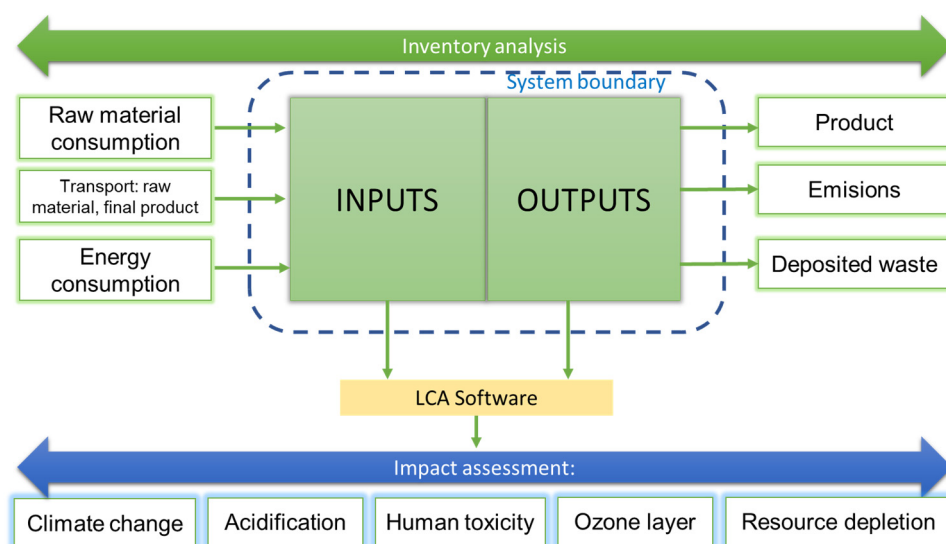 Inventory analysis
System boundary
Raw material
consumption
Transport: raw
material, final product
Energy
consumption
INPUTS
OUTPUTS
Product
Emisions
Deposited waste
LCA Software
Impact assessment:
Climate change
Acidification
Human toxicity
Ozone layer
Resource depletion